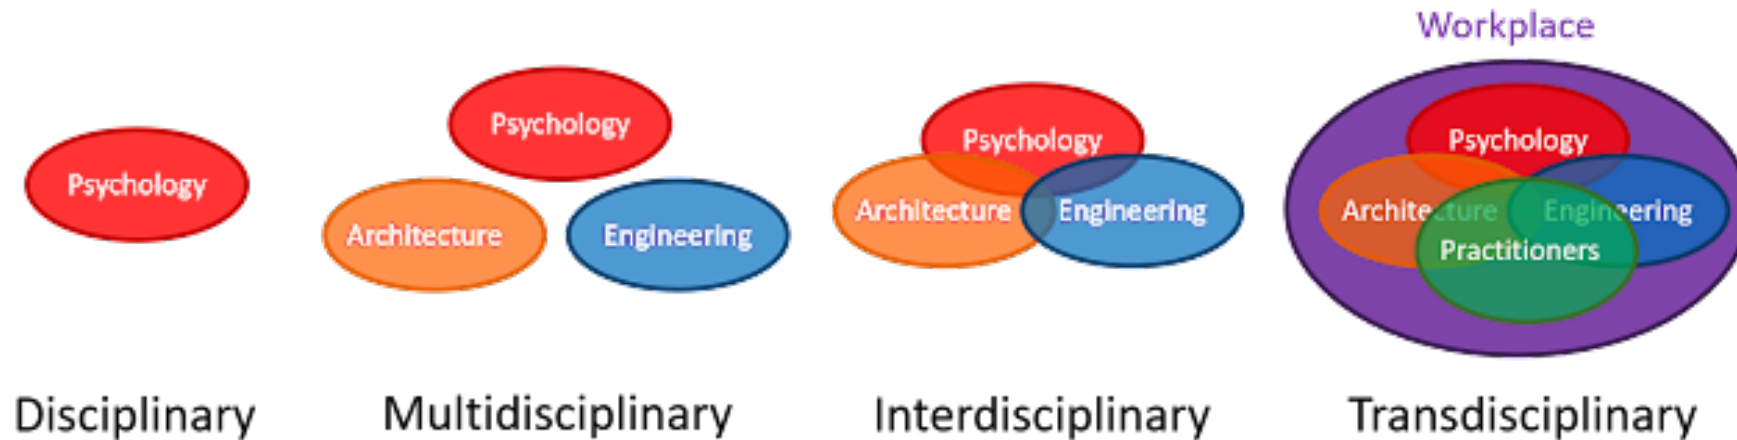 Workplace
Psychology
Psychology
Architecture
Engineering
Psychology
Architecture
Engineering
Psychology
Architecture
Engineering
Practitioners
Disciplinary
Multidisciplinary
Interdisciplinary
Transdisciplinary